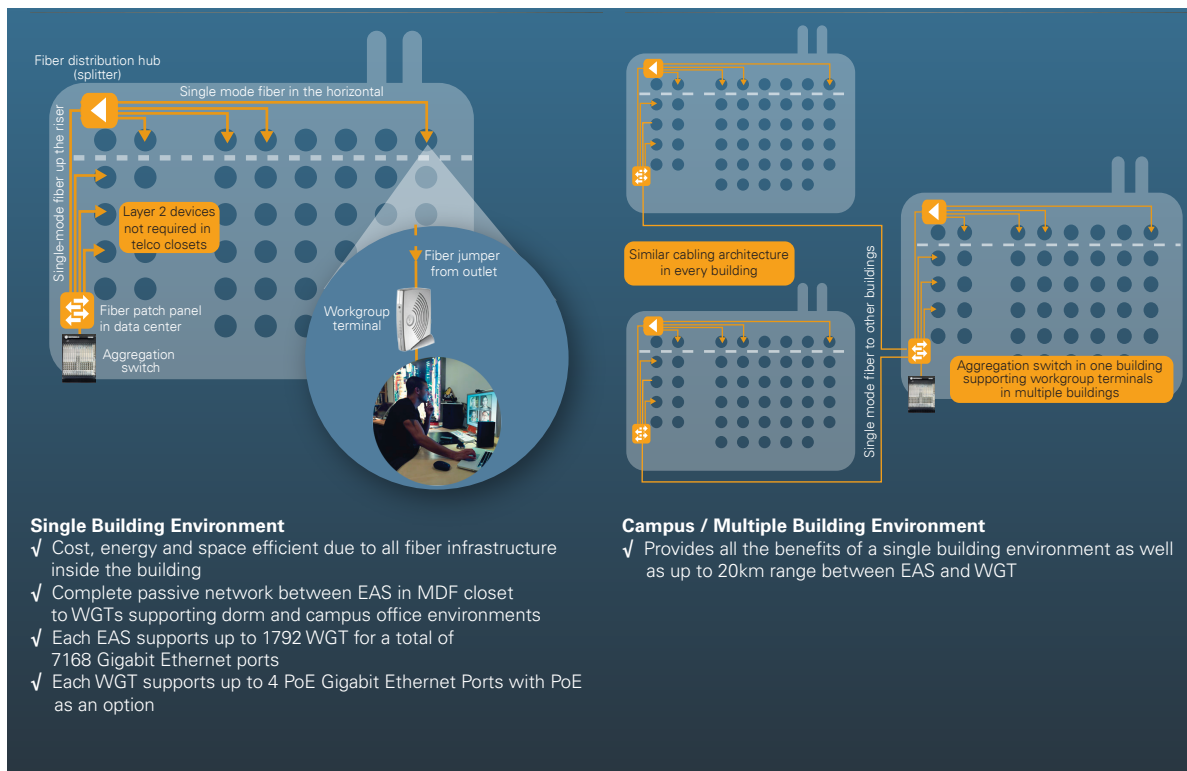 Fiber distribution hub
(splitter)
Single mode fiber in the horizontal
Single-mode fiber up the riser
Layer 2 devices
not required in
telco closets
Fiber patch panel
in data center
Aggregation
switch
Fiber jumper
from outlet
Workgroup
terminal
Similar cabling architecture
in every building
Single mode fiber to other buildings
Aggregation switch in one building
supporting workgroup terminals
in multiple buildings
Single Building Environment
√ Cost, energy and space efficient due to all fiber infrastructure
inside the building
√ Complete passive network between EAS in MDF closet
to WGTs supporting dorm and campus office environments
√ Each EAS supports up to 1792 WGT for a total of
7168 Gigabit Ethernet ports
√ Each WGT supports up to 4 PoE Gigabit Ethernet Ports with PoE
as an option
Campus / Multiple Building Environment
√ Provides all the benefits of a single building environment as well
as up to 20km range between EAS and WGT